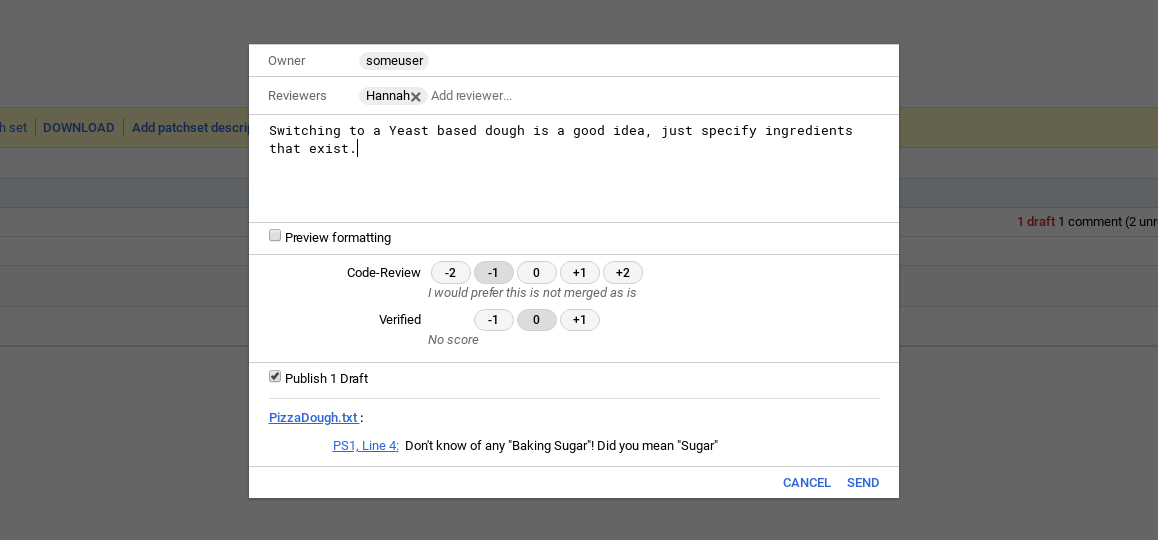 Owner someuser
Reviewers Hannah Add reviewer...
h set DOWNLOAD Add patchset
Switching to a Yeast based dough is a good idea, just specify ingredients
that exist.
1 draft 1 comment (2
Preview formatting
Code-Review -2 -1 0 +1 +2
I would prefer this is not merged as is
Verified -1 0 +1
No score
Publish 1 Draft
PizzaDough.txt :
PS1, Line 4: Don't know of any "Baking Sugar"! Did you mean "Sugar"
CANCEL SEND